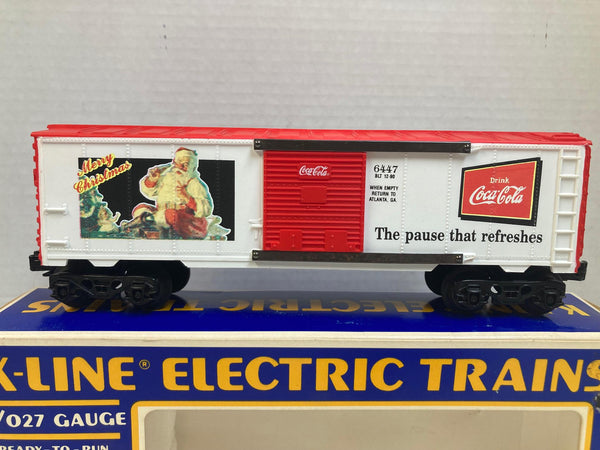 Merry
Christmas
Coca-Cola
6447
BLT 12-90
WHEN EMPTY
RETURN TO
ATLANTA, GA
Drink
Coca-Cola
The pause that refreshes
ELECTRIC TRAINS
K-LINE® ELECTRIC TRAINS
/027 GAUGE
READY-TO-RUN